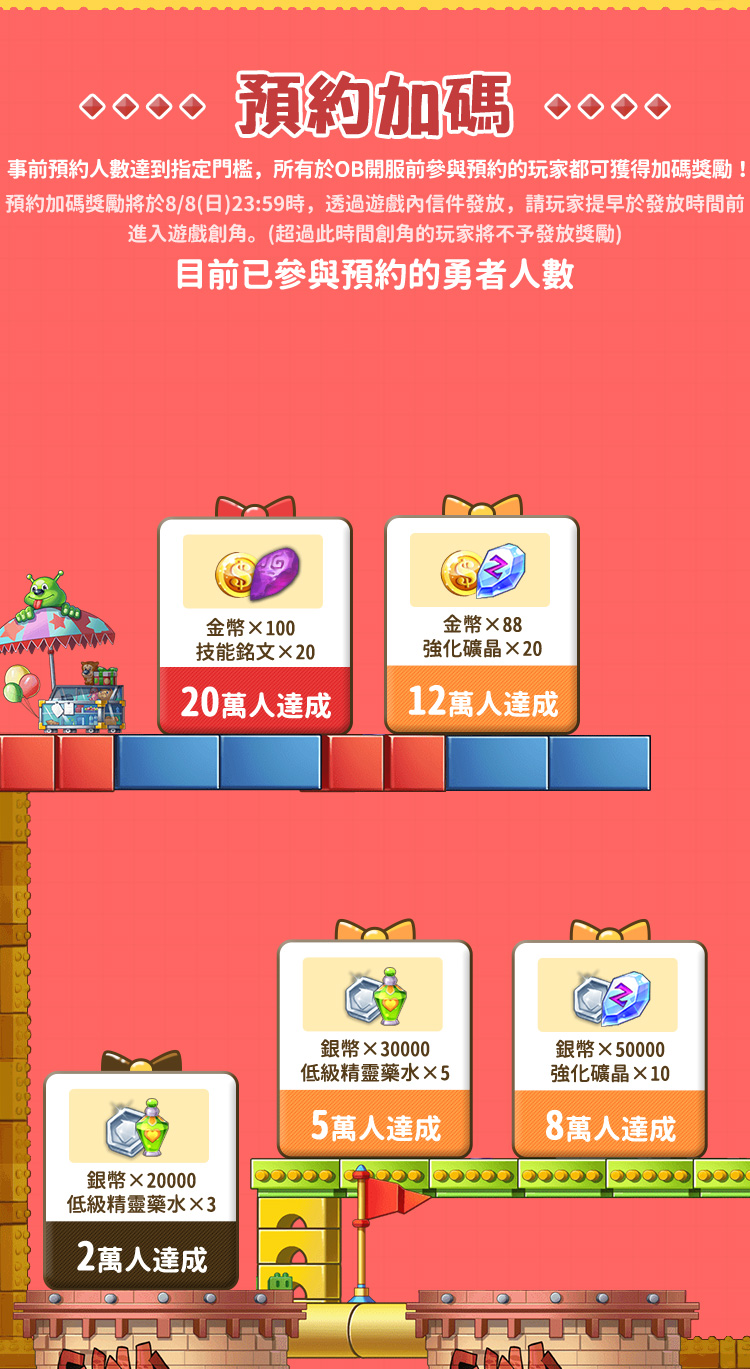 預約加碼
事前預約人數達到指定門檻，所有於OB開服前參與預約的玩家都可獲得加碼獎勵！
預約加碼獎勵將於8/8(日)23:59時，透過遊戲內信件發放，請玩家提早於發放時間前
進入遊戲創角。(超過此時間創角的玩家將不予發放獎勵)
目前已參與預約的勇者人數
金幣×100
技能銘文×20
20萬人達成
金幣×88
強化礦晶×20
12萬人達成
銀幣×30000
低級精靈藥水×5
5萬人達成
銀幣×50000
強化礦晶×10
8萬人達成
銀幣×20000
低級精靈藥水×3
2萬人達成